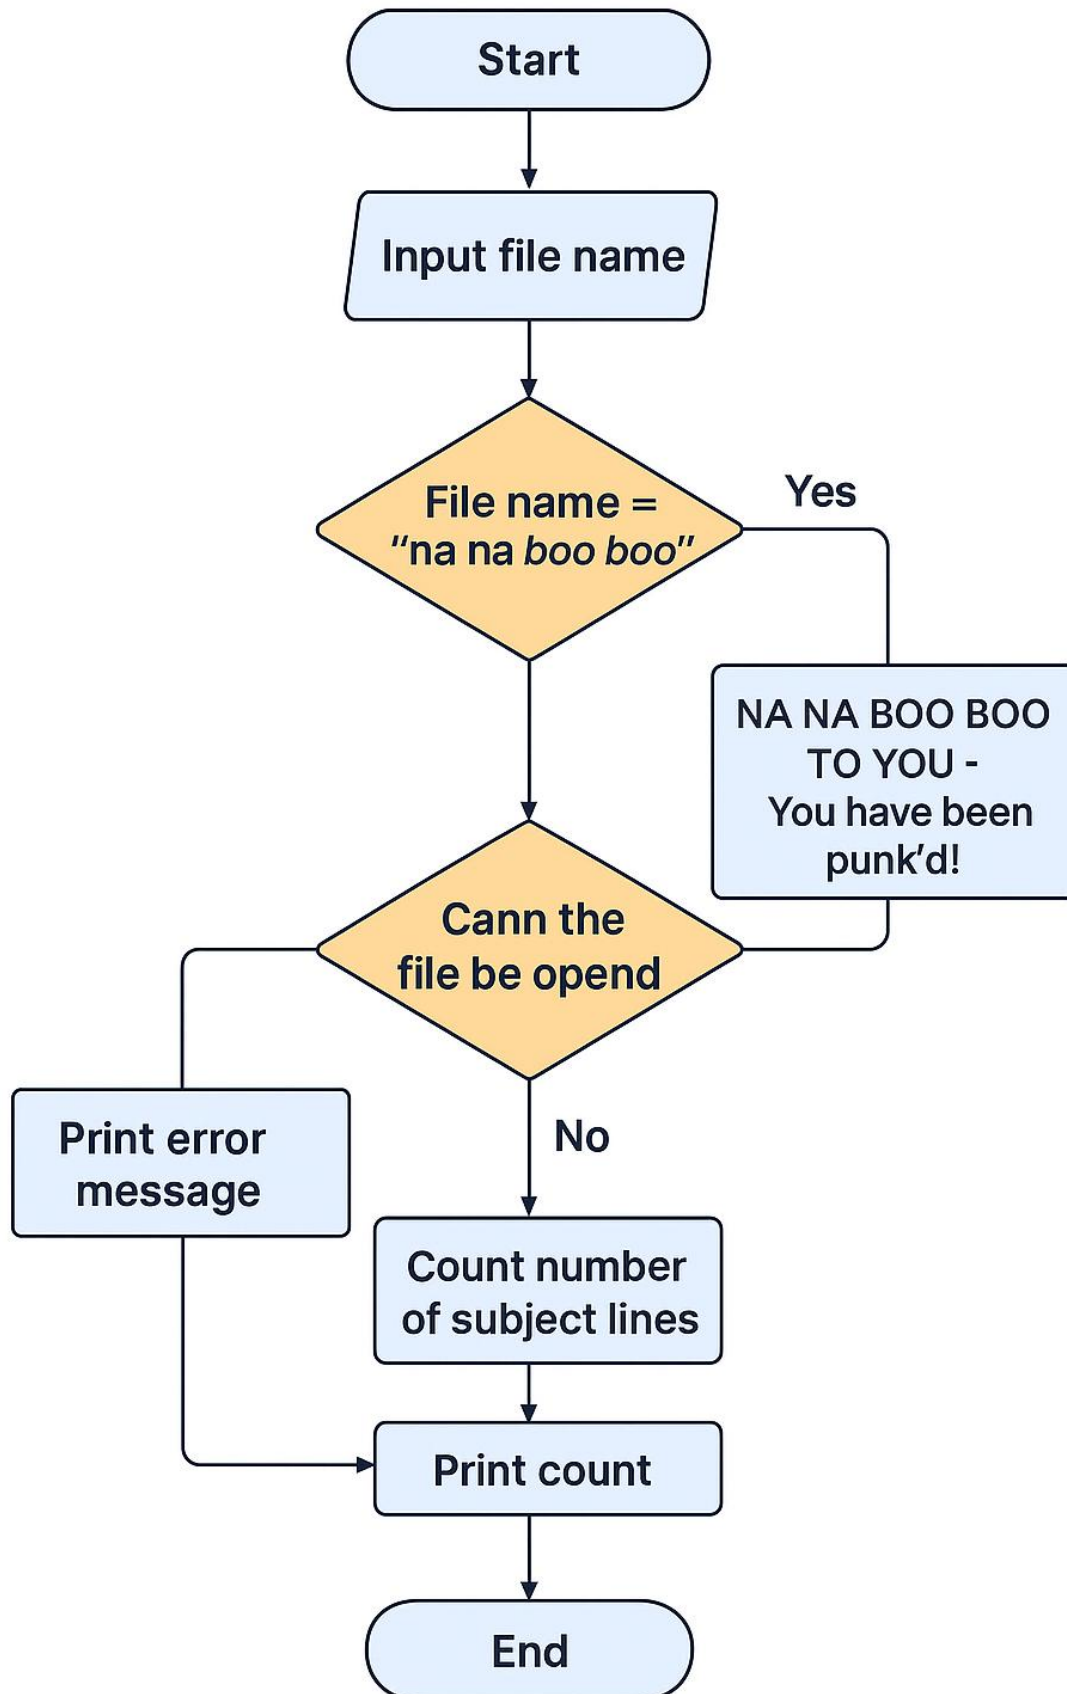 Start
Input file name
File name =
“na na boo boo”
Yes
NA NA BOO BOO
TO YOU -
You have been
punk’d!
Cann the
file be opend
Print error
message
No
Count number
of subject lines
Print count
End